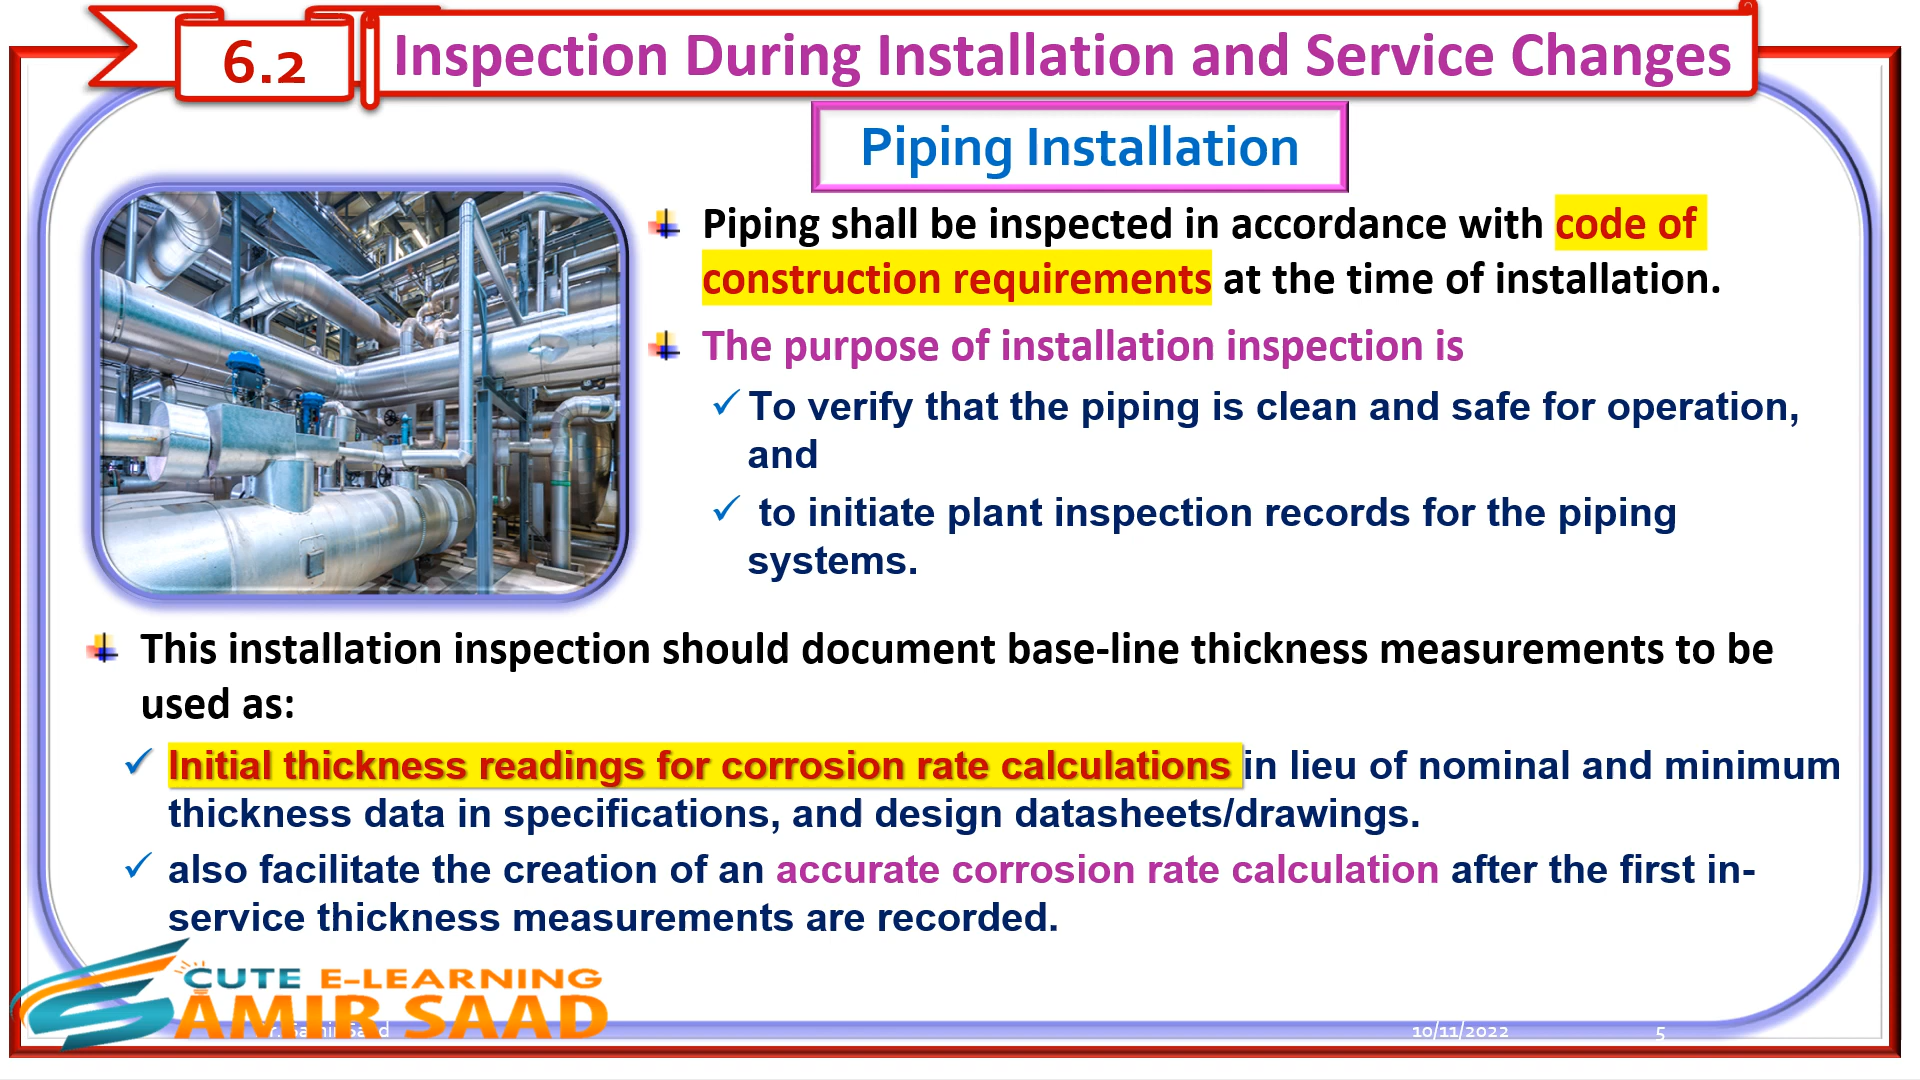 6.2
Inspection During Installation and Service Changes
Piping Installation
Piping shall be inspected in accordance with code of
construction requirements at the time of installation.
The purpose of installation inspection is
To verify that the piping is clean and safe for operation,
and
to initiate plant inspection records for the piping
systems.
This installation inspection should document base-line thickness measurements to be
used as:
Initial thickness readings for corrosion rate calculations in lieu of nominal and minimum
thickness data in specifications, and design datasheets/drawings.
also facilitate the creation of an accurate corrosion rate calculation after the first in-
service thickness measurements are recorded.
CUTE E-LEARNING
AMIR SAAD
10/11/2022
5